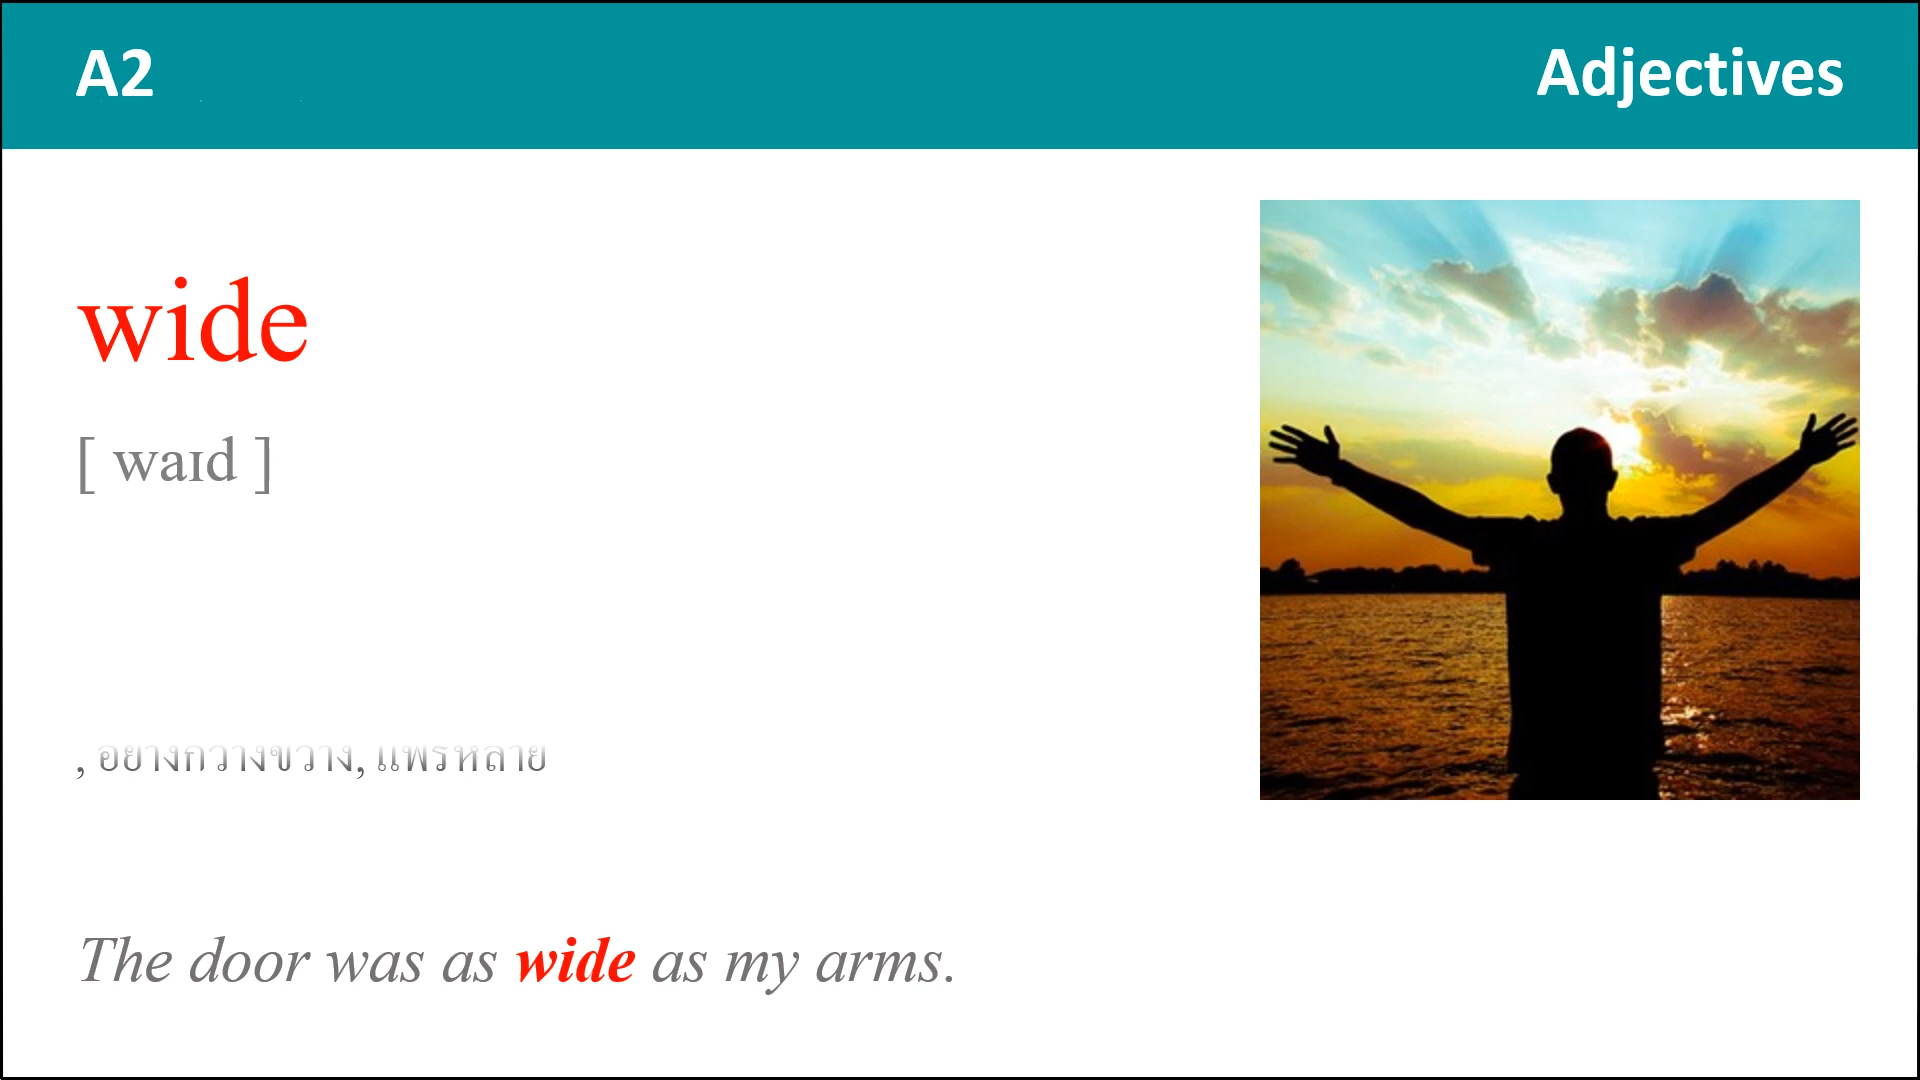 A2
Adjectives
wide
[ waɪd ]
, อย่างกว้างขวาง, แพร่หลาย
The door was as wide as my arms.